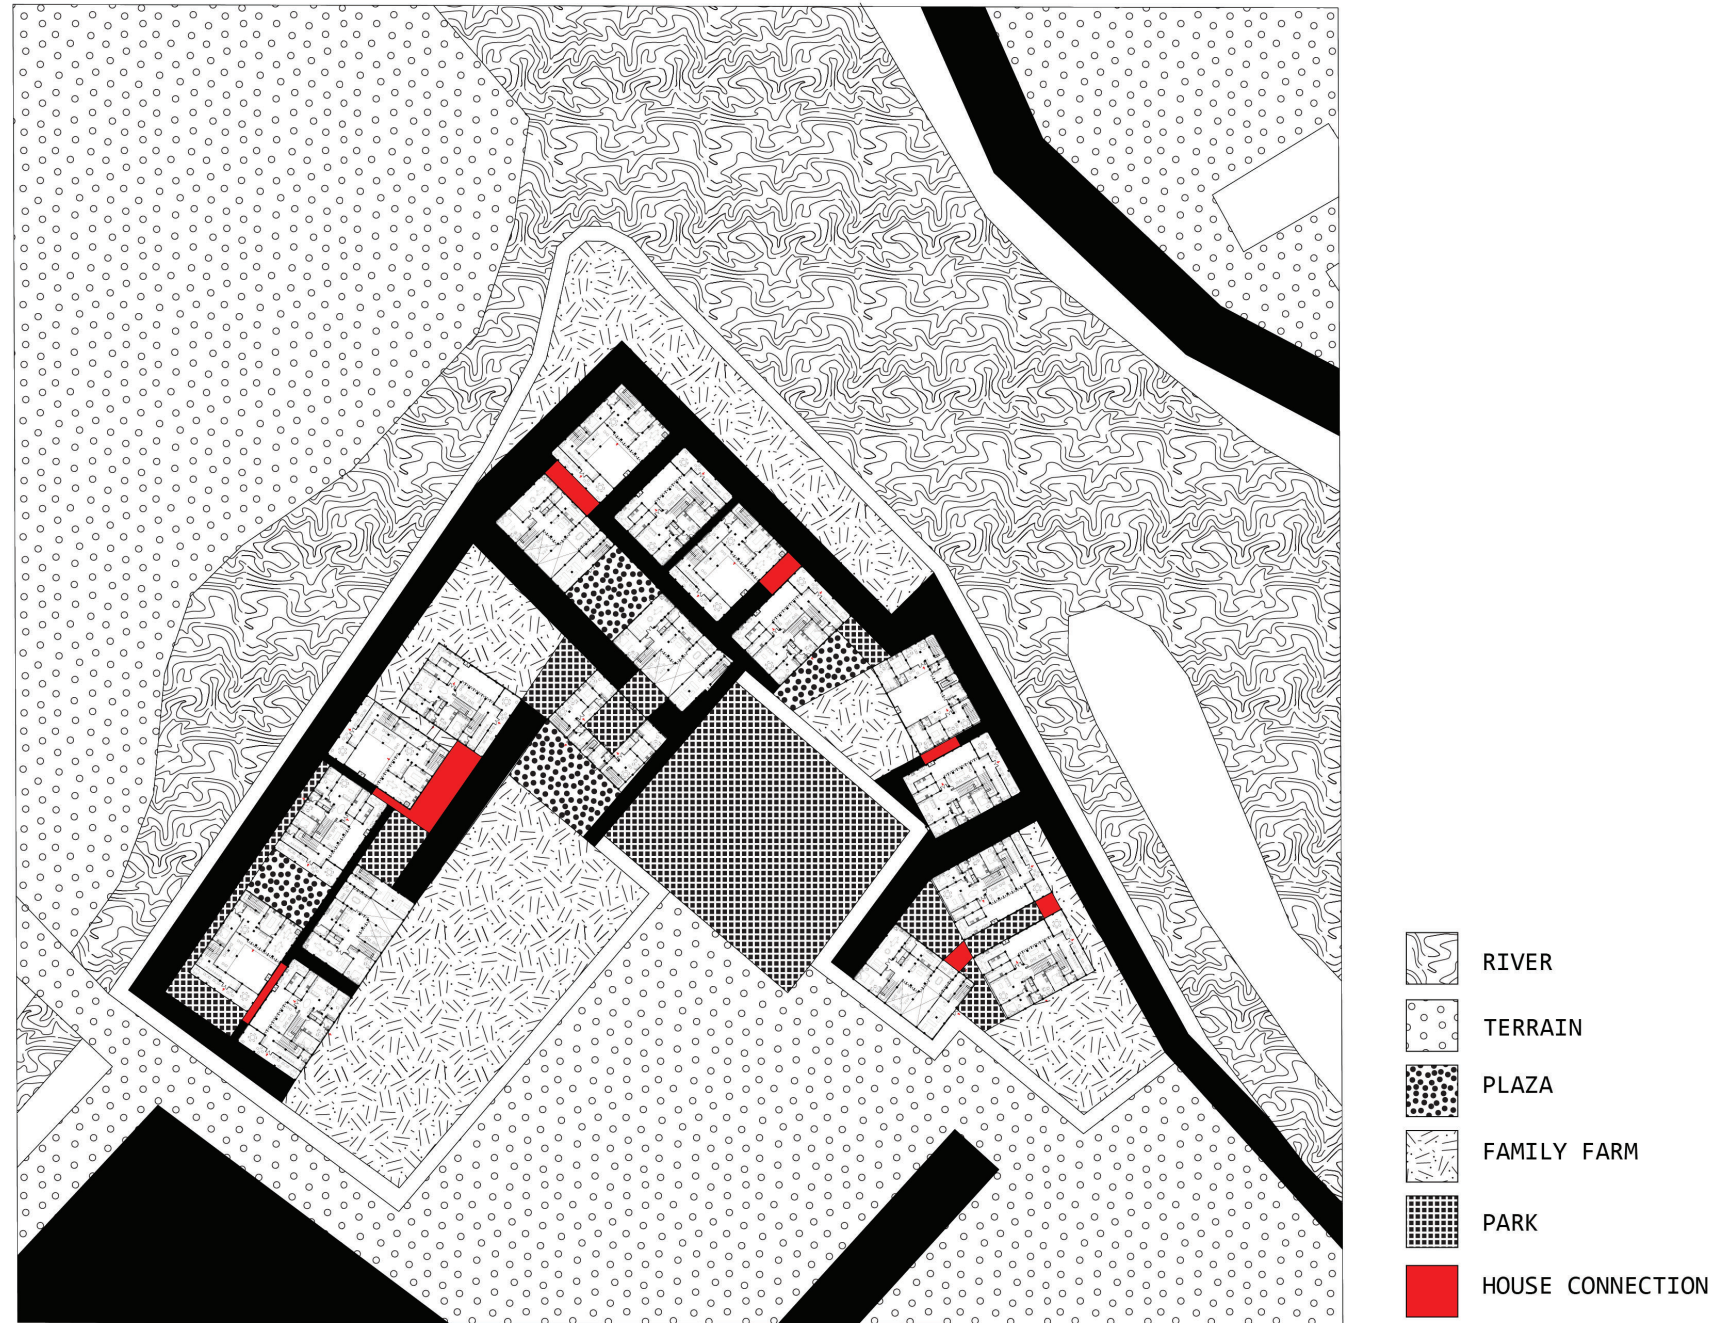 RIVER
TERRAIN
PLAZA
FAMILY FARM
PARK
HOUSE CONNECTION